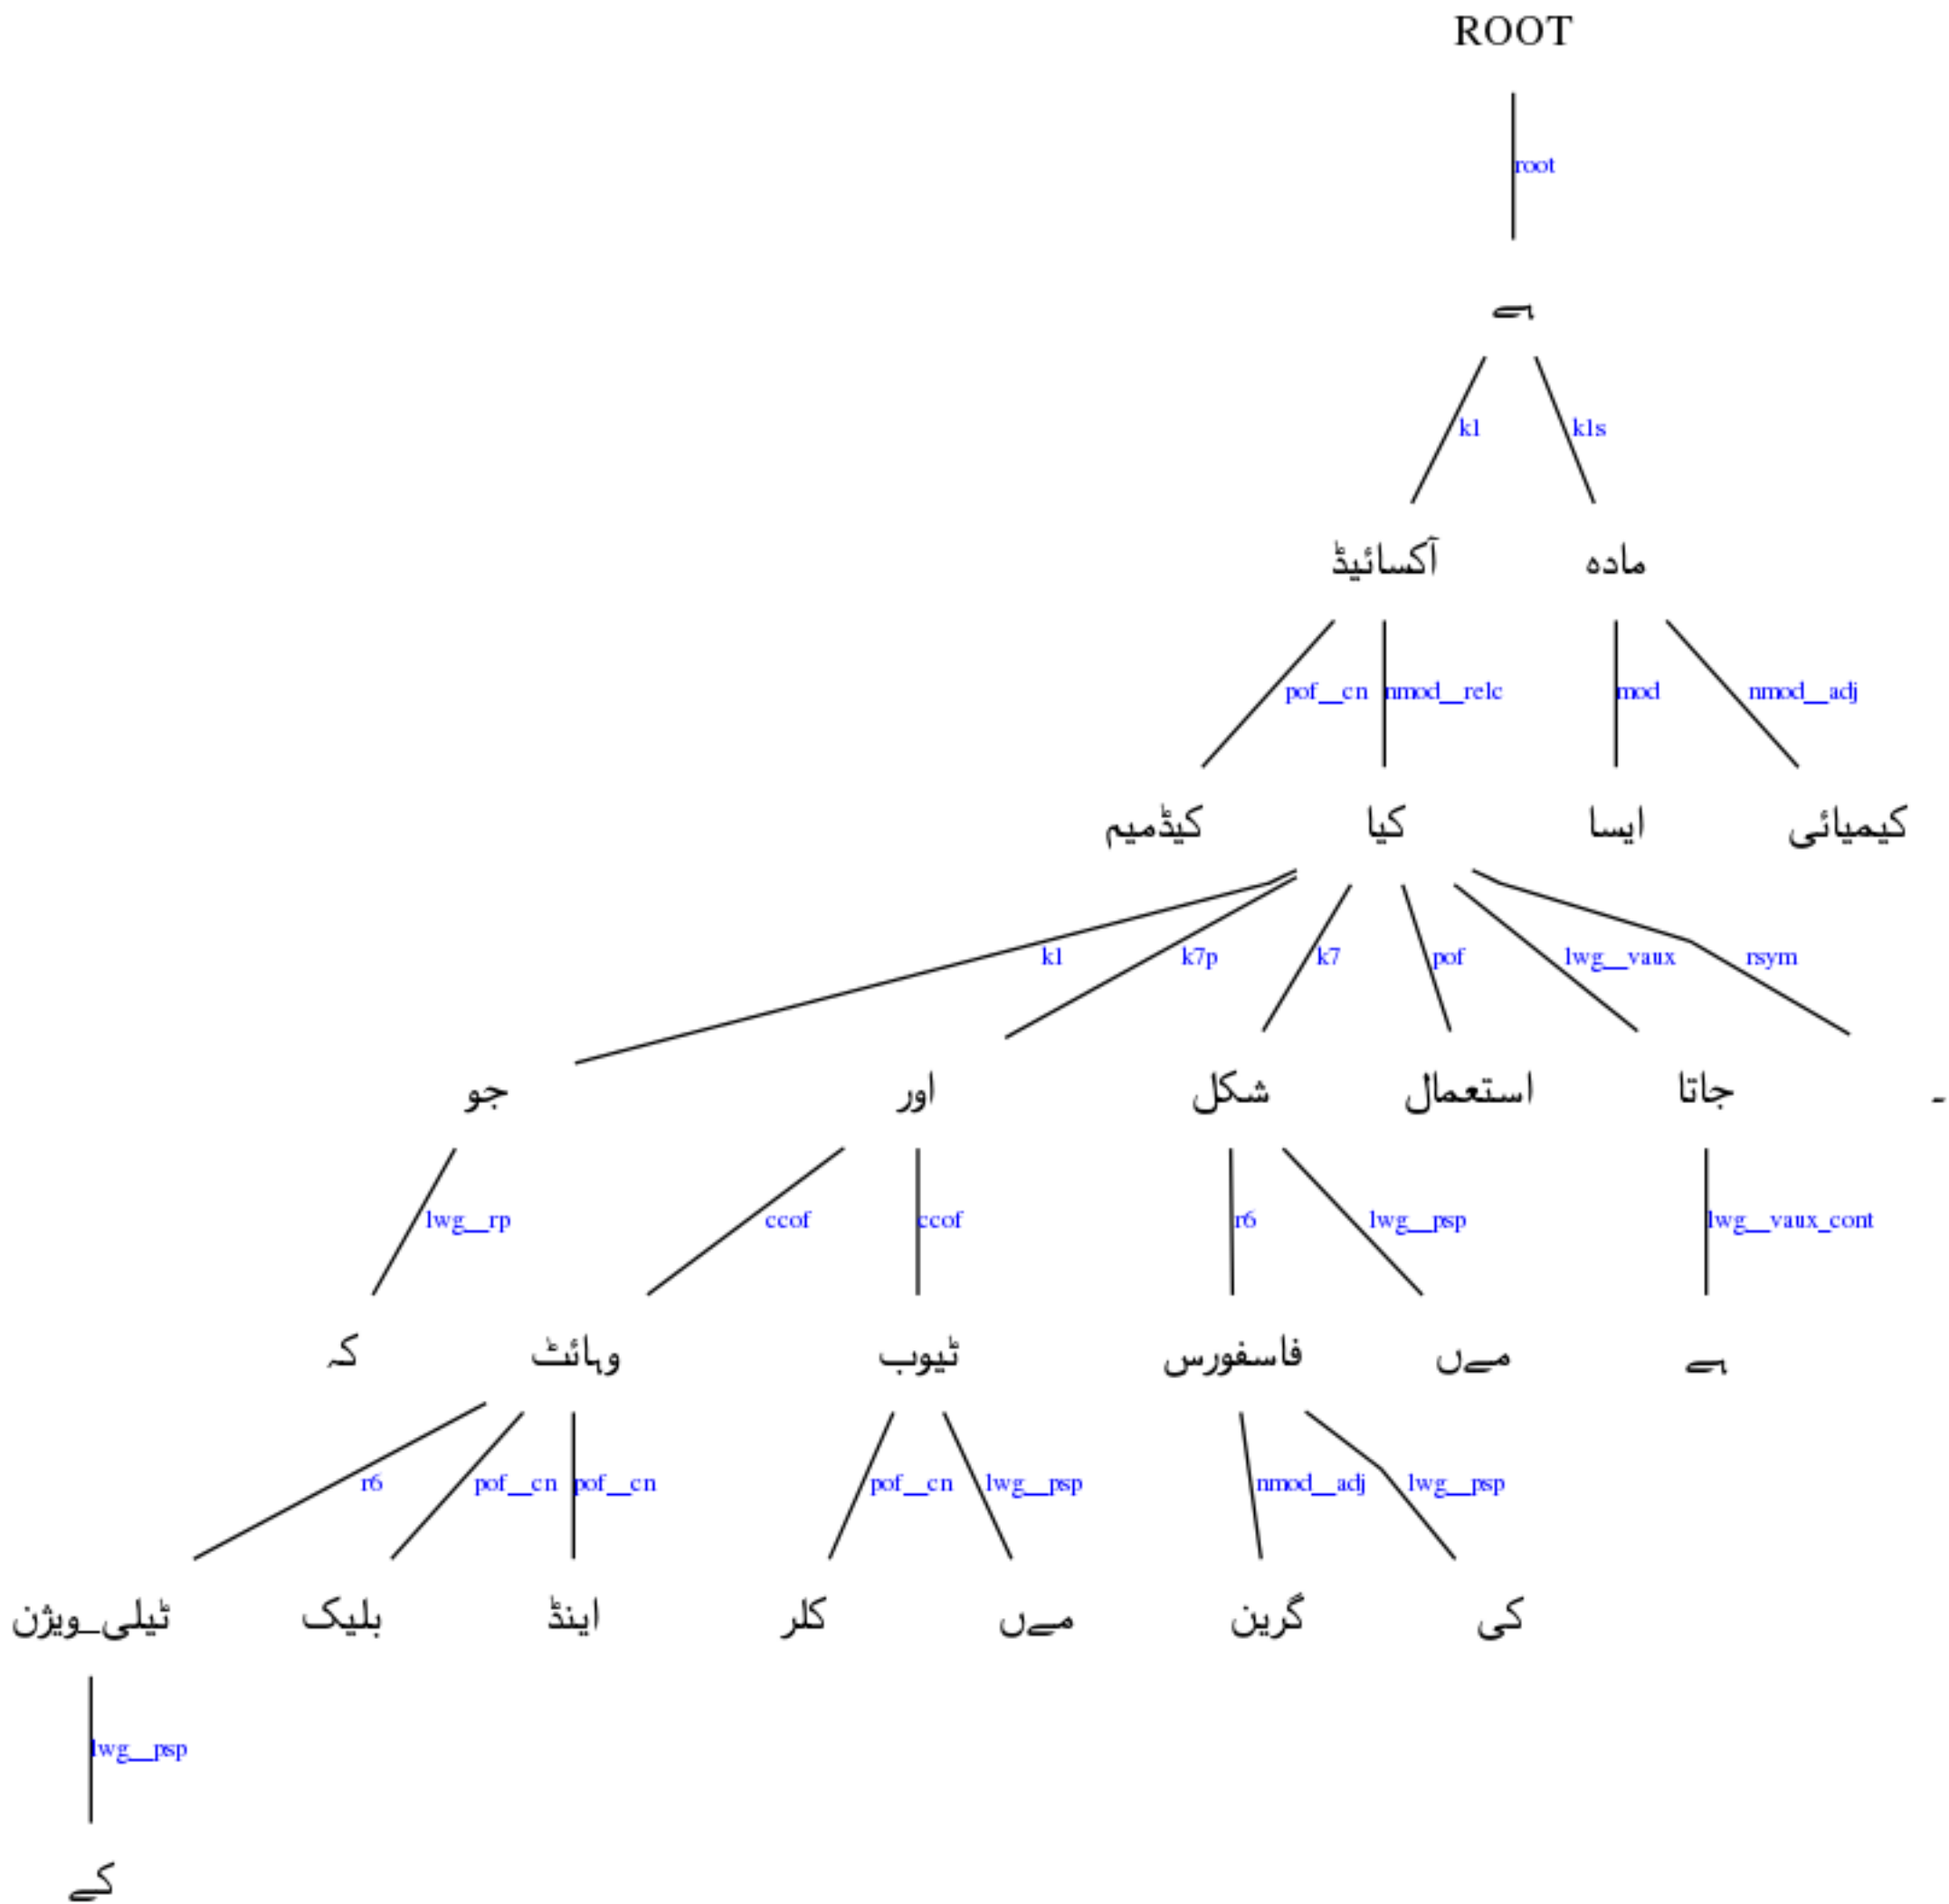 ROOT
root
ہے
k1 k1s
آکسائیڈ مادہ
pof__cn nmod__relc mod nmod__adj
کیڈمیم کیا ایسا کیمیائی
k1 k7p k7 pof lwg__vaux rsym
جو اور شکل استعمال جاتا ۔
lwg__rp ccof ccof r6 lwg__psp lwg__vaux_cont
کہ وہائٹ ٹیوب فاسفورس میں ہے
r6 pof__cn pof__cn pof__cn lwg__psp nmod__adj lwg__psp
ٹیلی_ویژن بلیک اینڈ کلر میں گرین کی
lwg__psp
کے